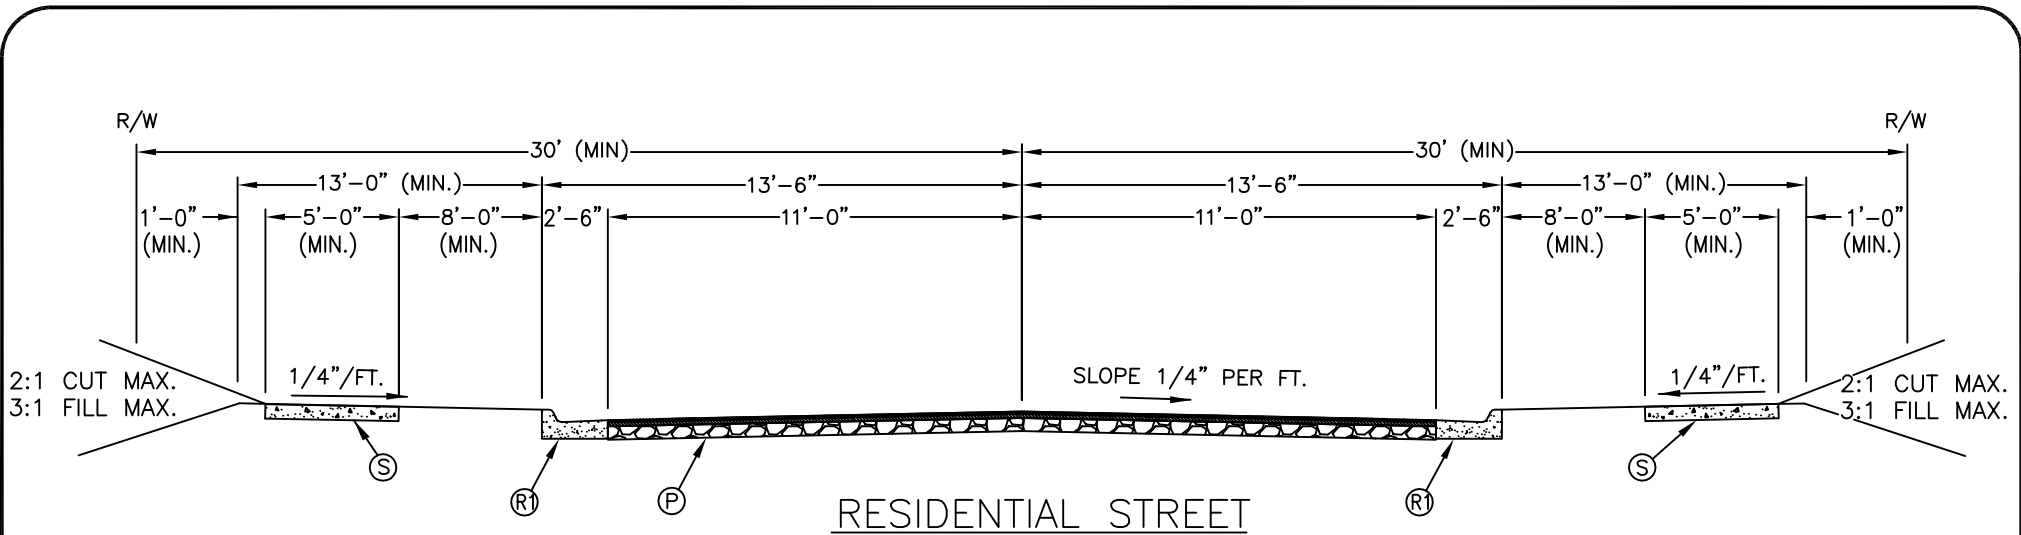 R/W
R/W
30' (MIN)
30' (MIN)
13'-0" (MIN.)
13'-6"
13'-6"
13'-0" (MIN.)
1'-0"
(MIN.)
5'-0"
(MIN.)
8'-0"
(MIN.)
2'-6"
11'-0"
11'-0"
2'-6"
8'-0"
(MIN.)
5'-0"
(MIN.)
1'-0"
(MIN.)
2:1 CUT MAX.
3:1 FILL MAX.
1/4"/FT.
SLOPE 1/4" PER FT.
1/4"/FT.
2:1 CUT MAX.
3:1 FILL MAX.
S
S
R1
P
R1
RESIDENTIAL STREET